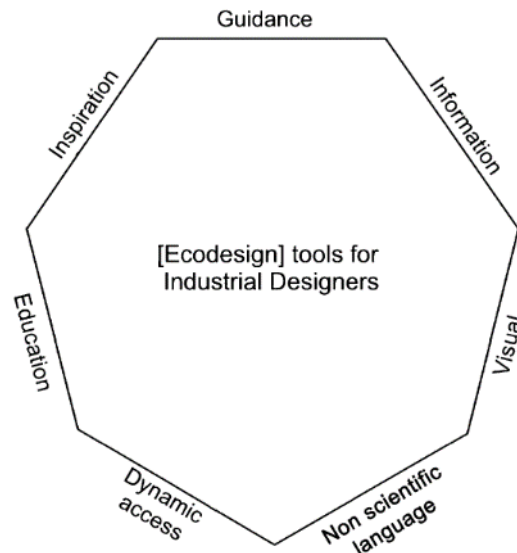 Guidance
Inspiration
Information
[Ecodesign] tools for
Industrial Designers
Education
Visual
Dynamic
access
Non scientific
language